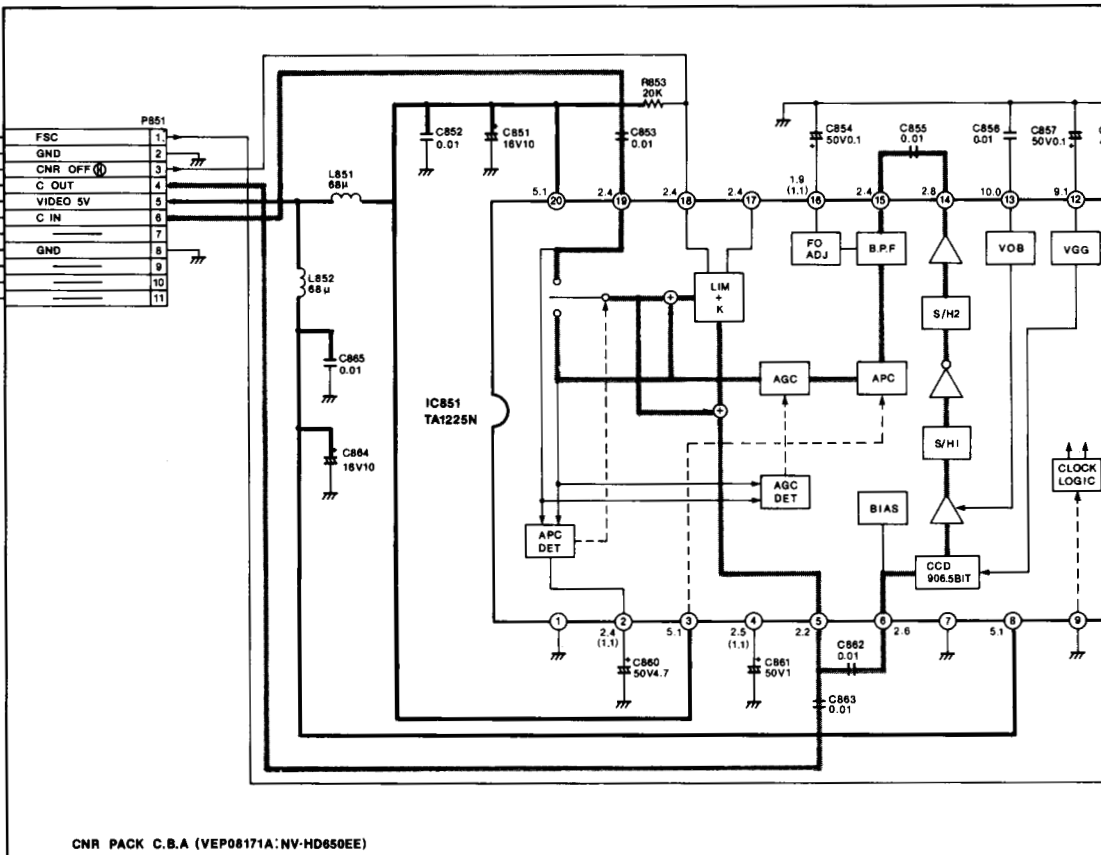 P851
FSC 1
GND 2
CNR OFF Ⓗ 3
C OUT 4
VIDEO 5V 5
C IN 6
7
GND 8
9
10
11
L851
68μ
L852
68μ
C865
0.01
C864
16V10
C852
0.01
C851
16V10
C853
0.01
R853
20K
C854
50V0.1
C855
0.01
C856
0.01
C857
50V0.1
5.1
2.4
2.4
2.4
1.9
(1.1)
2.4
2.8
10.0
9.1
20
19
18
17
16
15
14
13
12
FO
ADJ
B.P.F
VOB
VGG
LIM
+
K
S/H2
+
AGC
APC
IC851
TA1225N
+
S/H1
CLOCK
LOGIC
AGC
DET
BIAS
APC
DET
CCD
906.5BIT
1
2
3
4
5
6
7
8
9
2.4
(1.1)
5.1
2.5
(1.1)
2.2
2.6
5.1
C860
50V4.7
C861
50V1
C862
0.01
C863
0.01
CNR PACK C.B.A (VEP08171A:NV-HD650EE)